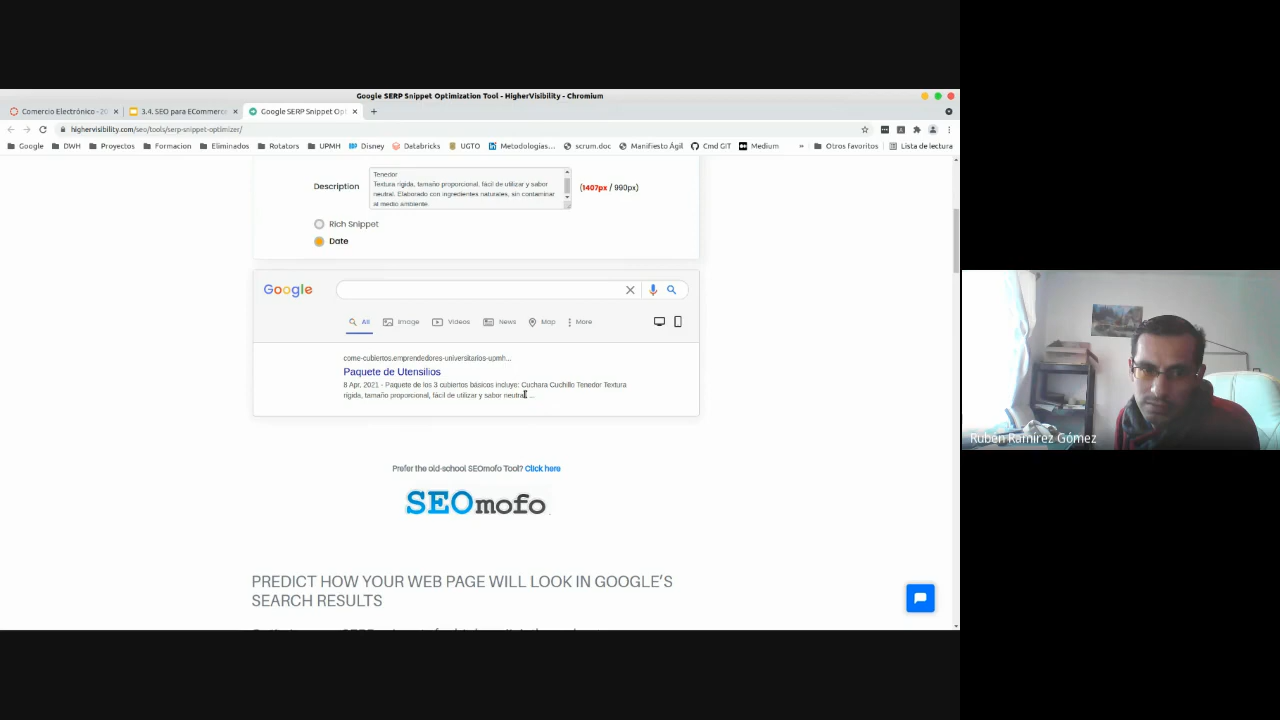 Google SERP Snippet Optimization Tool - HigherVisibility - Chromium
Comercio Electrónico - 20
3.4. SEO para ECommerc
Google SERP Snippet Opt
highervisibility.com/seo/tools/serp-snippet-optimizer/
Google DWH Proyectos Formacion Eliminados Rotators UPMH Disney Databricks UGTO Metodologías... scrum.doc Manifiesto Ágil Cmd GIT Medium » Otros favoritos Lista de lectura
Tenedor
Description Textura rigida, tamaño proporcional, fácil de utilizar y sabor (1407px / 990px)
neutral. Elaborado con ingredientes naturales, sin contaminar
al medio ambiente.
Rich Snippet
Date
Google
All Image Videos News Map More
come-cubiertos.emprendedores-universitarios-upmh...
Paquete de Utensilios
8 Apr, 2021 - Paquete de los 3 cubiertos básicos incluye: Cuchara Cuchillo Tenedor Textura
rigida, tamaño proporcional, fácil de utilizar y sabor neutral ...
Prefer the old-school SEOmofo Tool? Click here
SEOmofo
PREDICT HOW YOUR WEB PAGE WILL LOOK IN GOOGLE'S
SEARCH RESULTS
Rubén Ramírez Gómez